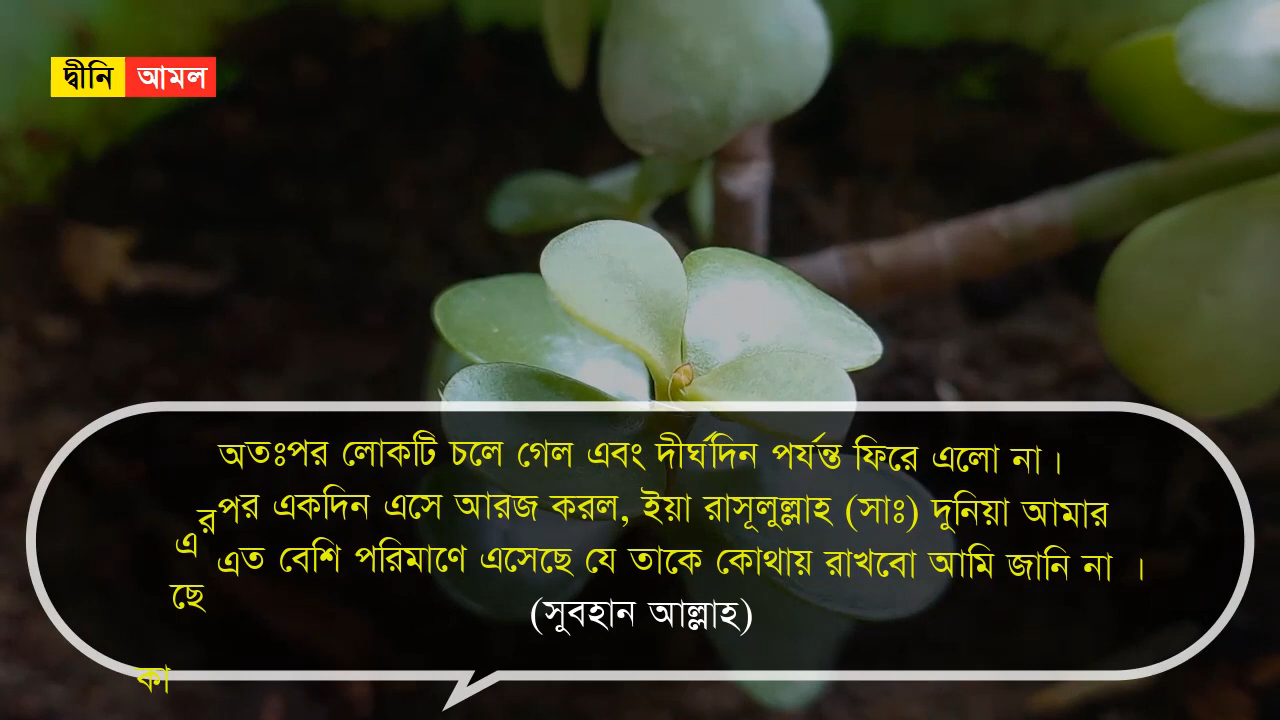 দ্বীনি আমল
অতঃপর লোকটি চলে গেল এবং দীর্ঘদিন পর্যন্ত ফিরে এলো না।
এরপর একদিন এসে আরজ করল, ইয়া রাসূলুল্লাহ (সাঃ) দুনিয়া আমার
কাছে এত বেশি পরিমাণে এসেছে যে তাকে কোথায় রাখবো আমি জানি না ।
(সুবহান আল্লাহ)